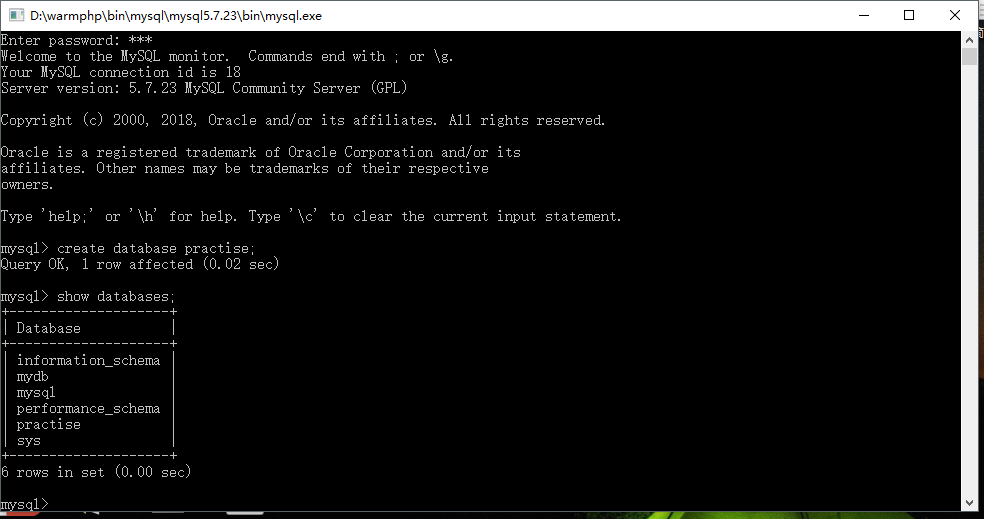 D:\warmphp\bin\mysql\mysql5.7.23\bin\mysql.exe
Enter password: ***
Welcome to the MySQL monitor.  Commands end with ; or \g.
Your MySQL connection id is 18
Server version: 5.7.23 MySQL Community Server (GPL)
Copyright (c) 2000, 2018, Oracle and/or its affiliates. All rights reserved.
Oracle is a registered trademark of Oracle Corporation and/or its
affiliates. Other names may be trademarks of their respective
owners.
Type 'help;' or '\h' for help. Type '\c' to clear the current input statement.
mysql> create database practise;
Query OK, 1 row affected (0.02 sec)
mysql> show databases;
+--------------------+
| Database           |
+--------------------+
| information_schema |
| mydb               |
| mysql              |
| performance_schema |
| practise           |
| sys                |
+--------------------+
6 rows in set (0.00 sec)
mysql>